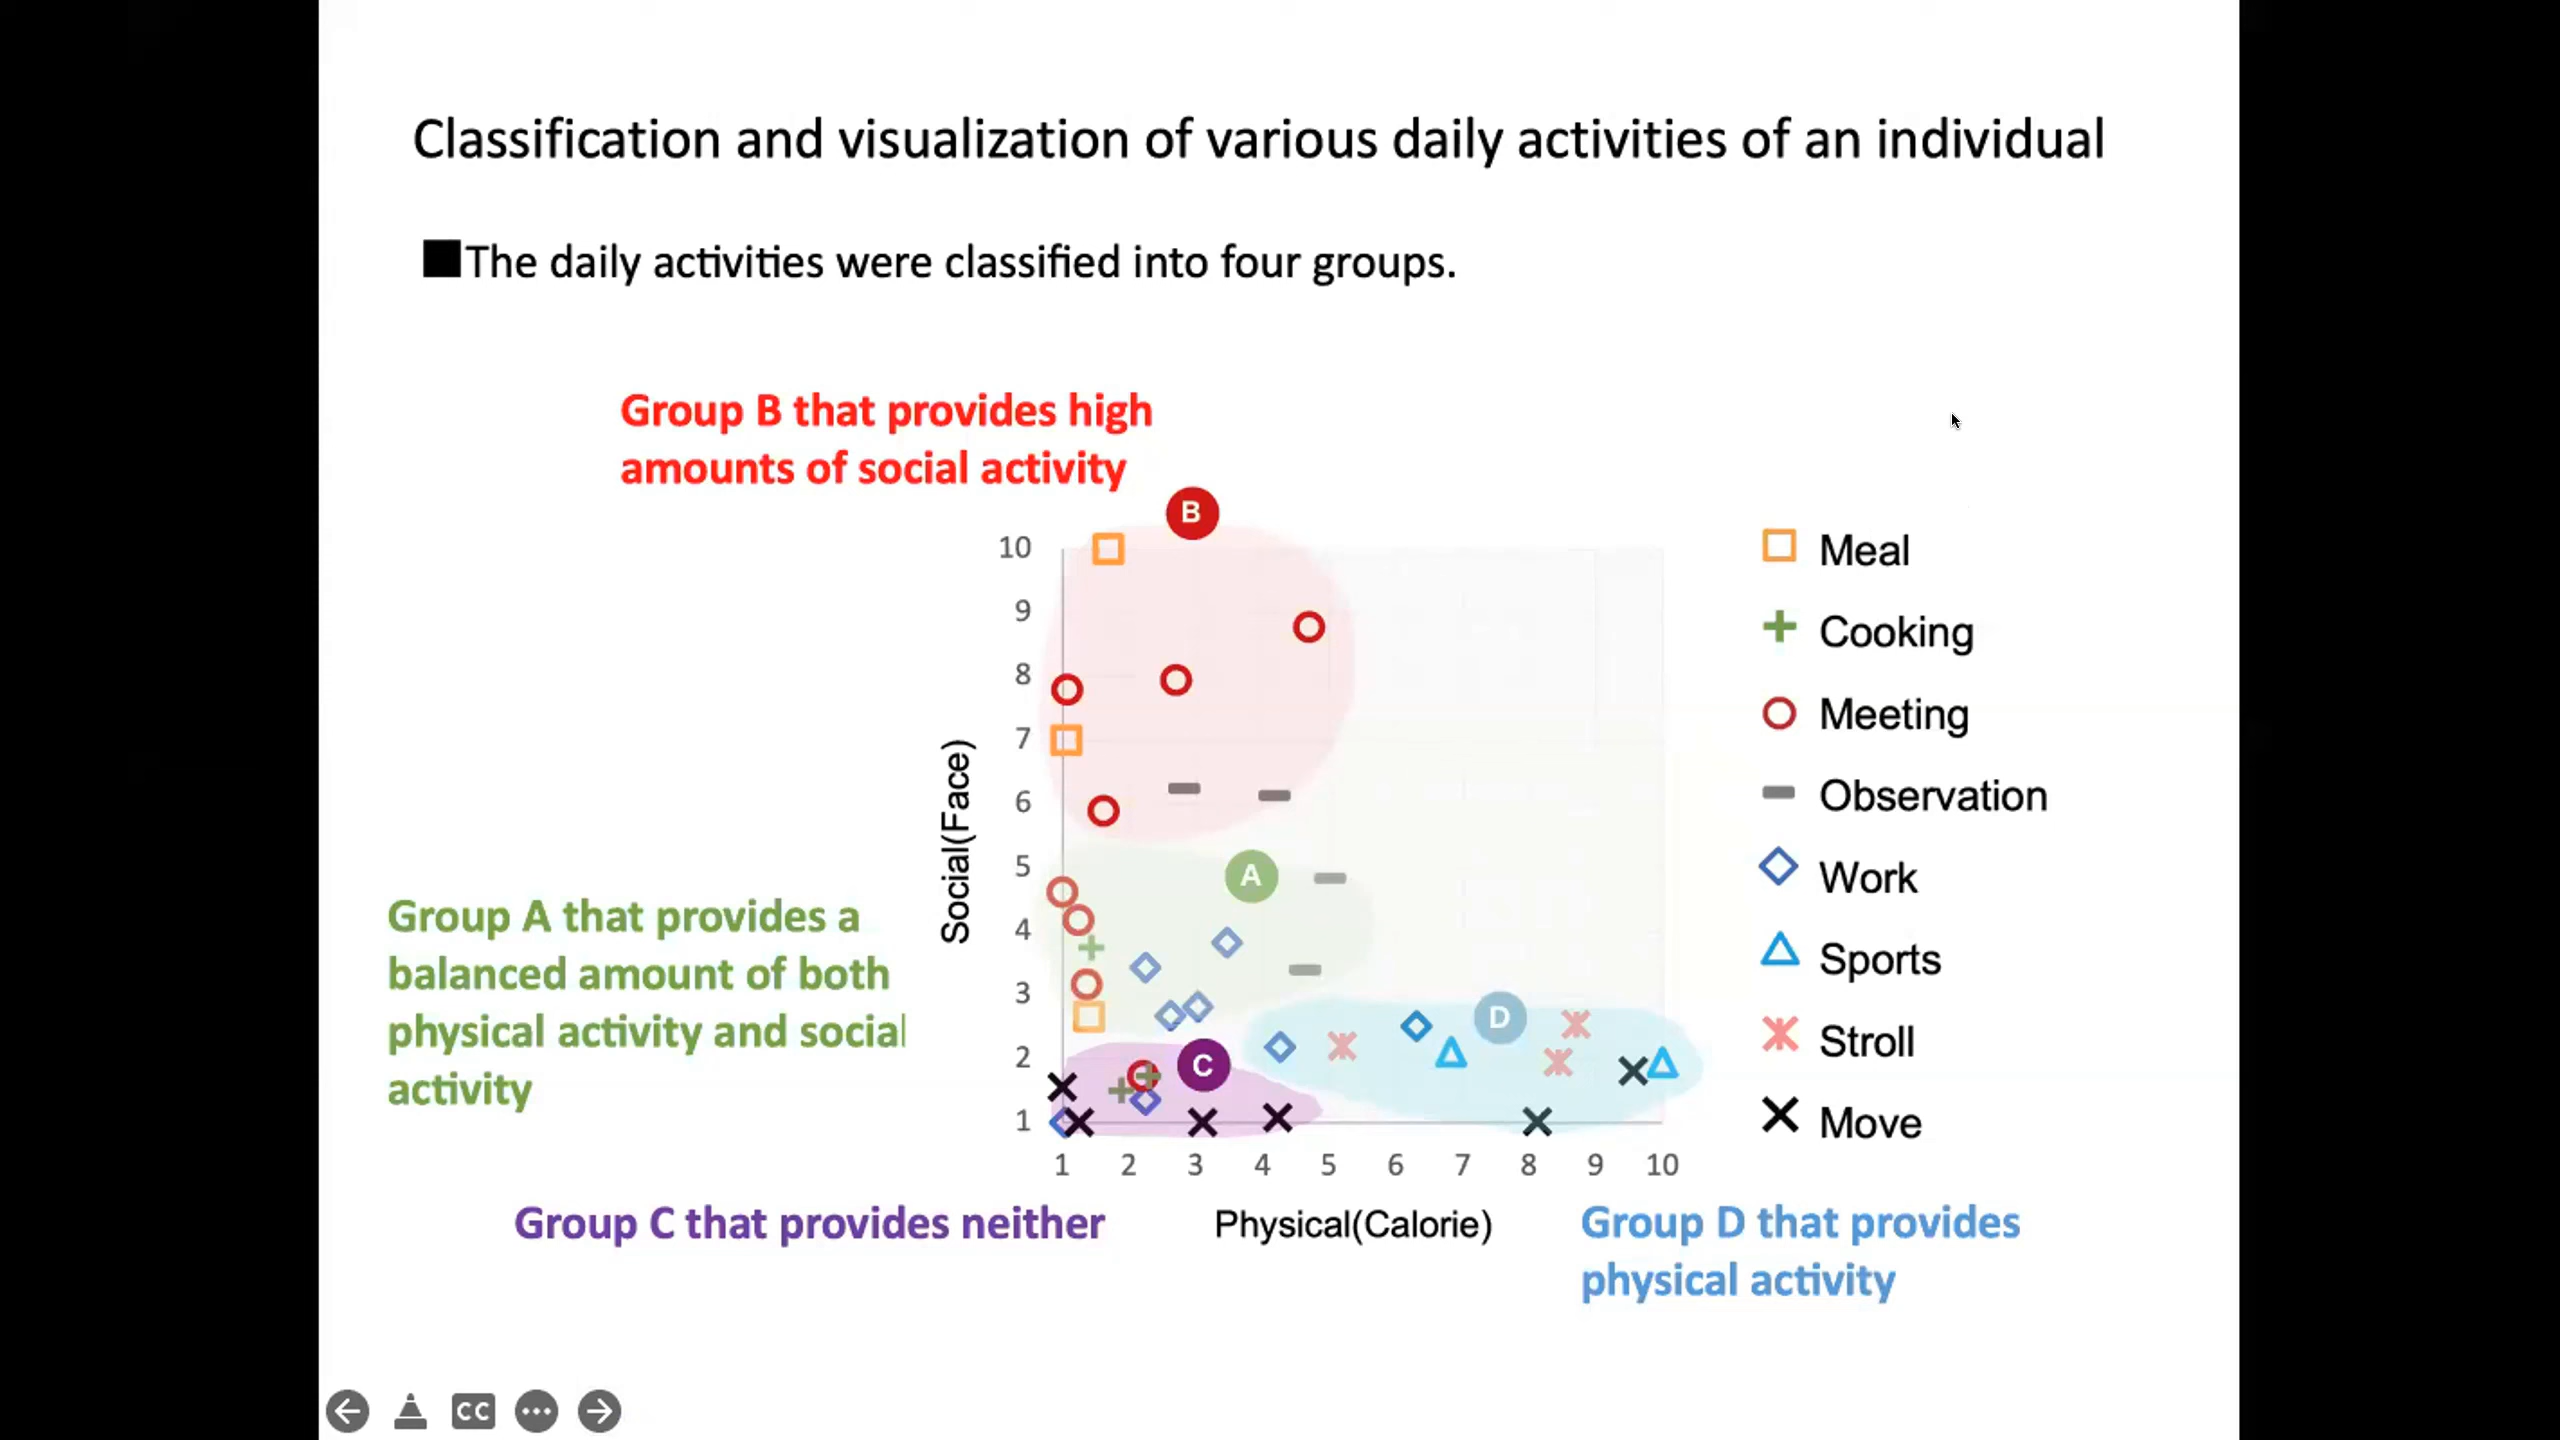 Classification and visualization of various daily activities of an individual
■The daily activities were classified into four groups.
Group B that provides high
amounts of social activity
B
10
9
8
7
6
5
4
3
2
1
Social(Face)
A
D
C
Group A that provides a
balanced amount of both
physical activity and social
activity
1 2 3 4 5 6 7 8 9 10
Physical(Calorie)
Meal
Cooking
Meeting
Observation
Work
Sports
Stroll
Move
Group C that provides neither
Group D that provides
physical activity
CC